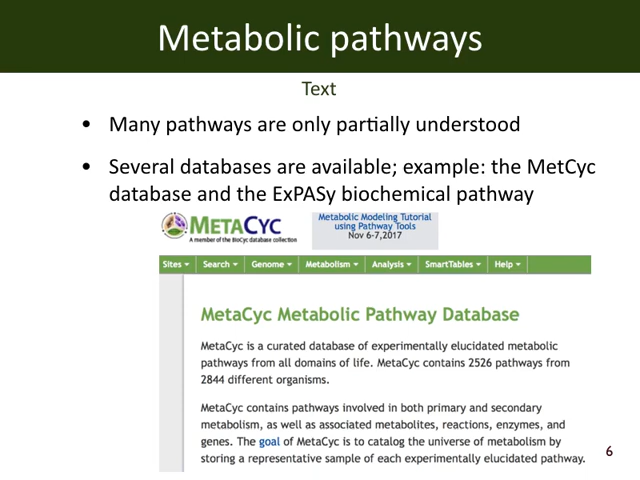 Metabolic pathways
Text
• Many pathways are only partially understood
• Several databases are available; example: the MetCyc
database and the ExPASy biochemical pathway
METACYC
A member of the BioCyc database collection
Metabolic Modeling Tutorial
using Pathway Tools
Nov 6-7,2017
Sites Search Genome Metabolism Analysis SmartTables Help
MetaCyc Metabolic Pathway Database
MetaCyc is a curated database of experimentally elucidated metabolic
pathways from all domains of life. MetaCyc contains 2526 pathways from
2844 different organisms.
MetaCyc contains pathways involved in both primary and secondary
metabolism, as well as associated metabolites, reactions, enzymes, and
genes. The goal of MetaCyc is to catalog the universe of metabolism by
storing a representative sample of each experimentally elucidated pathway.
6